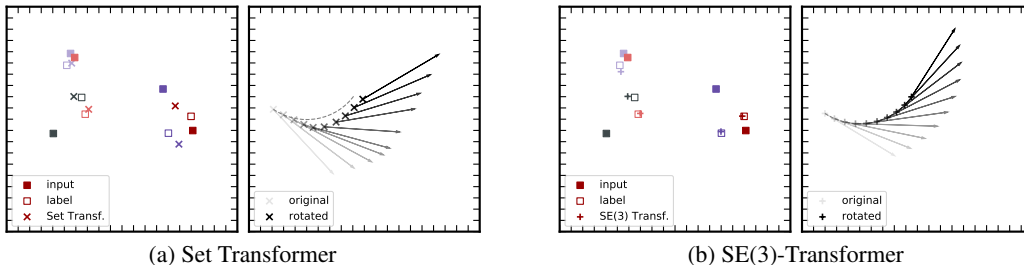 input
label
Set Transf.
original
rotated
input
label
SE(3) Transf.
original
rotated
(a) Set Transformer
(b) SE(3)-Transformer